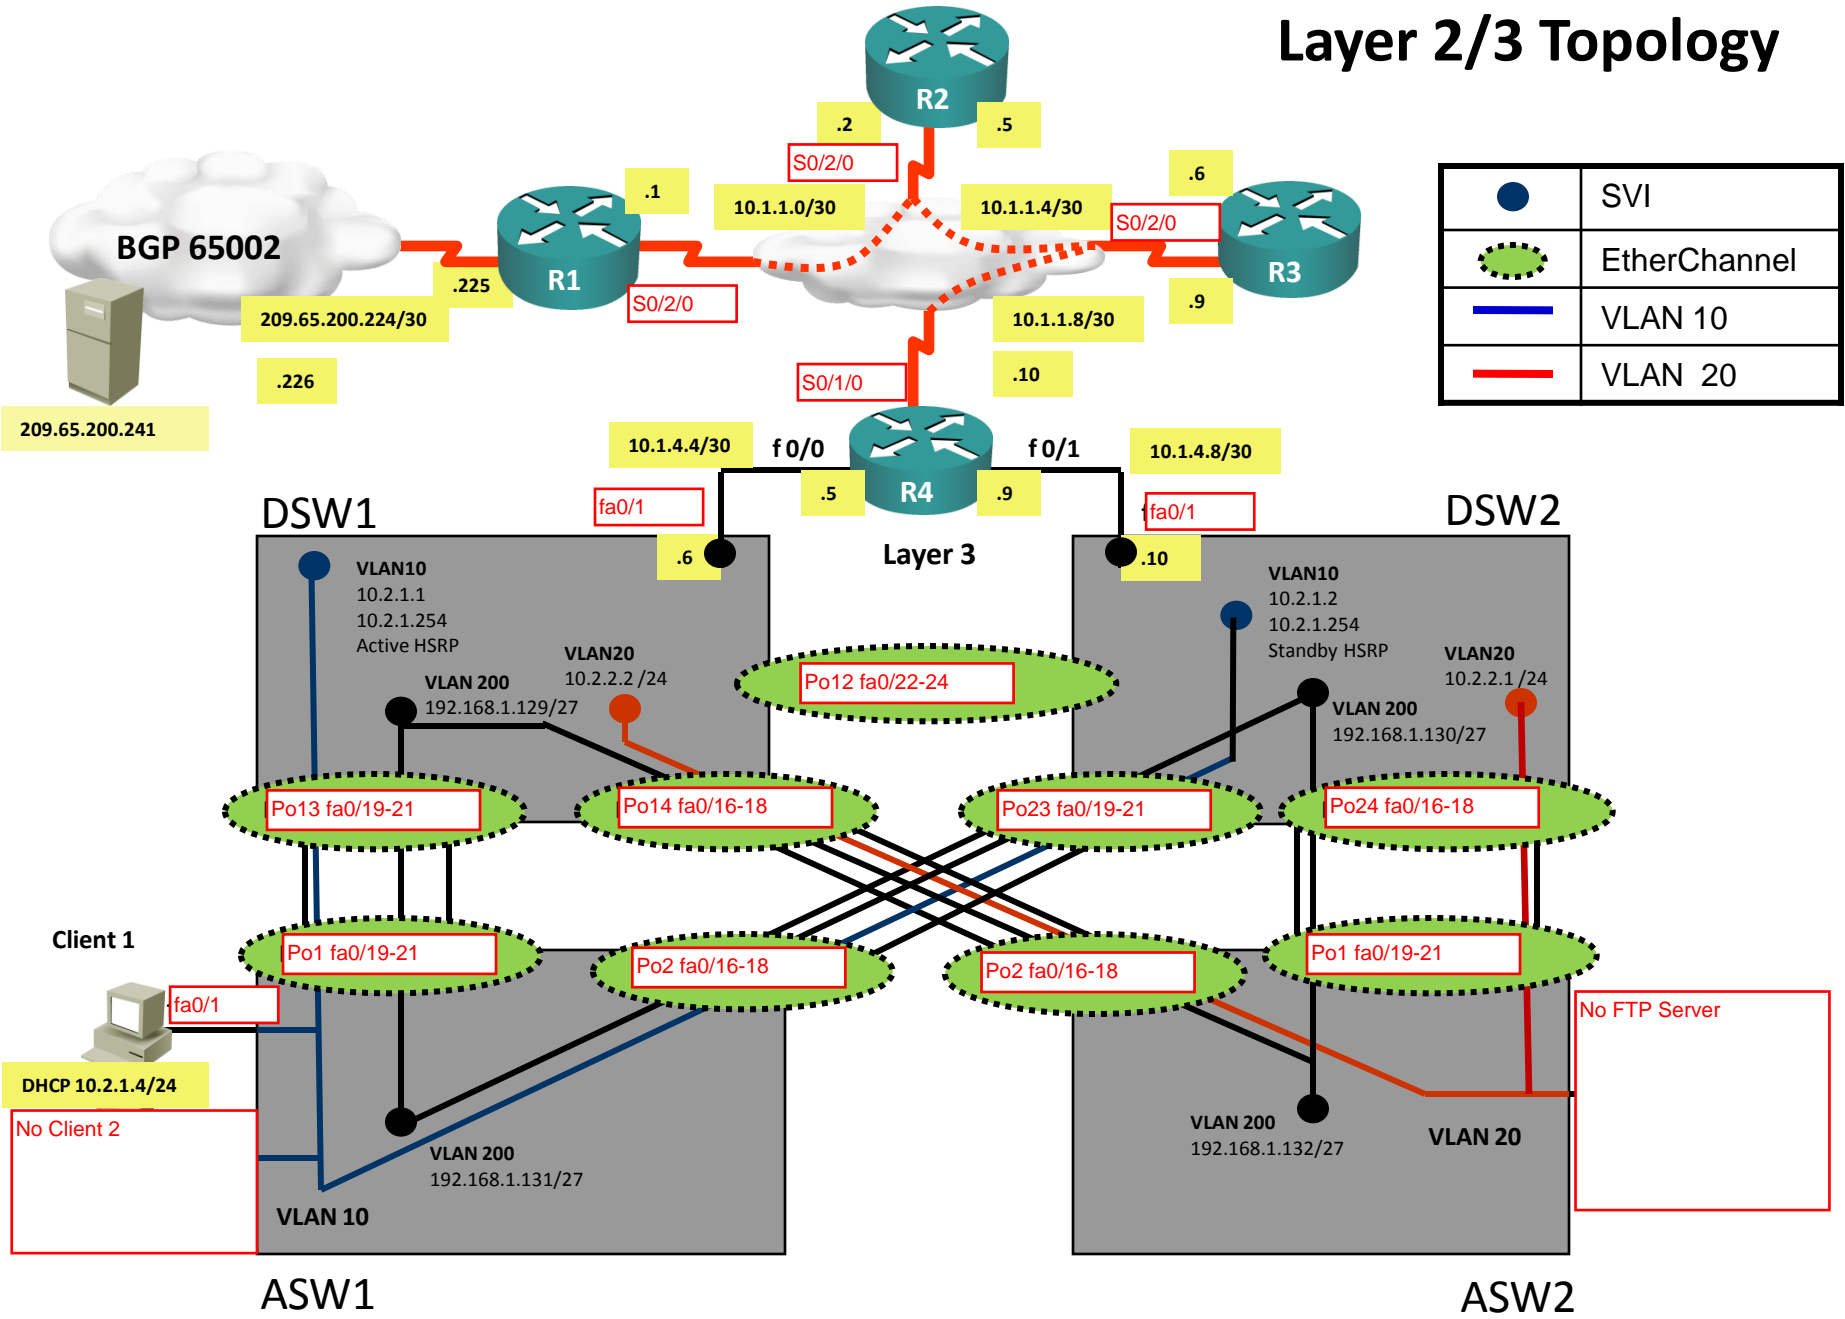 Layer 2/3 Topology
R2
.2
.5
S0/2/0
.6
.1
10.1.1.0/30
10.1.1.4/30
S0/2/0
SVI
EtherChannel
VLAN 10
VLAN 20
BGP 65002
R1
R3
.225
S0/2/0
.9
209.65.200.224/30
10.1.1.8/30
.226
S0/1/0
.10
209.65.200.241
10.1.4.4/30
f 0/0
f 0/1
10.1.4.8/30
.5
R4
.9
DSW1
fa0/1
fa0/1
DSW2
.6
Layer 3
.10
VLAN10
10.2.1.1
10.2.1.254
Active HSRP
VLAN20
10.2.2.2 /24
VLAN 200
192.168.1.129/27
Po12 fa0/22-24
VLAN10
10.2.1.2
10.2.1.254
Standby HSRP
VLAN20
10.2.2.1 /24
VLAN 200
192.168.1.130/27
Po13 fa0/19-21
Po14 fa0/16-18
Po23 fa0/19-21
Po24 fa0/16-18
Client 1
Po1 fa0/19-21
Po2 fa0/16-18
Po2 fa0/16-18
Po1 fa0/19-21
fa0/1
No FTP Server
DHCP 10.2.1.4/24
No Client 2
VLAN 200
192.168.1.131/27
VLAN 10
VLAN 200
192.168.1.132/27
VLAN 20
ASW1
ASW2